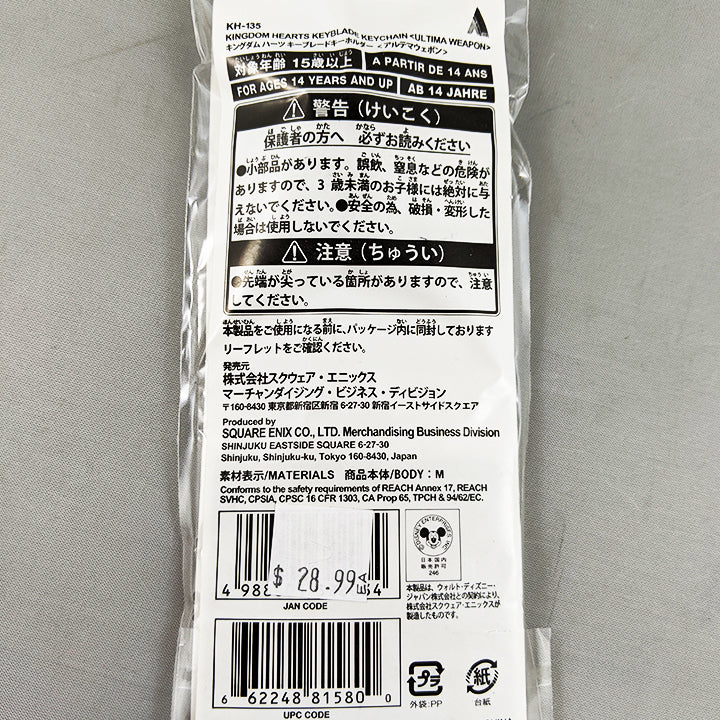 KH-135
KINGDOM HEARTS KEYBLADE KEYCHAIN <ULTIMA WEAPON>
キングダム ハーツ キーブレードキーホルダー <アルテマウェポン>
対象年齢 15歳以上 A PARTIR DE 14 ANS
FOR AGES 14 YEARS AND UP AB 14 JAHRE
警告（けいこく）
保護者の方へ 必ずお読みください
●小部品があります。誤飲、窒息などの危険が
ありますので、3 歳未満のお子様には絶対に与
えないでください。●安全の為、破損・変形した
場合は使用しないでください。
注意（ちゅうい）
●先端が尖っている箇所がありますので、注意
してください。
本製品をご使用になる前に、パッケージ内に同封しております
リーフレットをご確認ください。
発売元
株式会社スクウェア・エニックス
マーチャンダイジング・ビジネス・ディビジョン
〒160-8430 東京都新宿区新宿 6-27-30 新宿イーストサイドスクエア
Produced by
SQUARE ENIX CO., LTD. Merchandising Business Division
SHINJUKU EASTSIDE SQUARE 6-27-30
Shinjuku, Shinjuku-ku, Tokyo 160-8430, Japan
素材表示/MATERIALS 商品本体/BODY：M
Conforms to the safety requirements of REACH Annex 17, REACH
SVHC, CPSIA, CPSC 16 CFR 1303, CA Prop 65, TPCH & 94/62/EC.
$ 28.99 EA
JAN CODE
©DISNEY ENTERPRISES INC.
日本国内
販売許可
246
本製品は、ウォルト・ディズニー・
ジャパン株式会社との契約により、
株式会社スクウェア・エニックスが
製造したものです。
6 62248 81580 0
UPC CODE
プラ
外袋:PP
紙
台紙